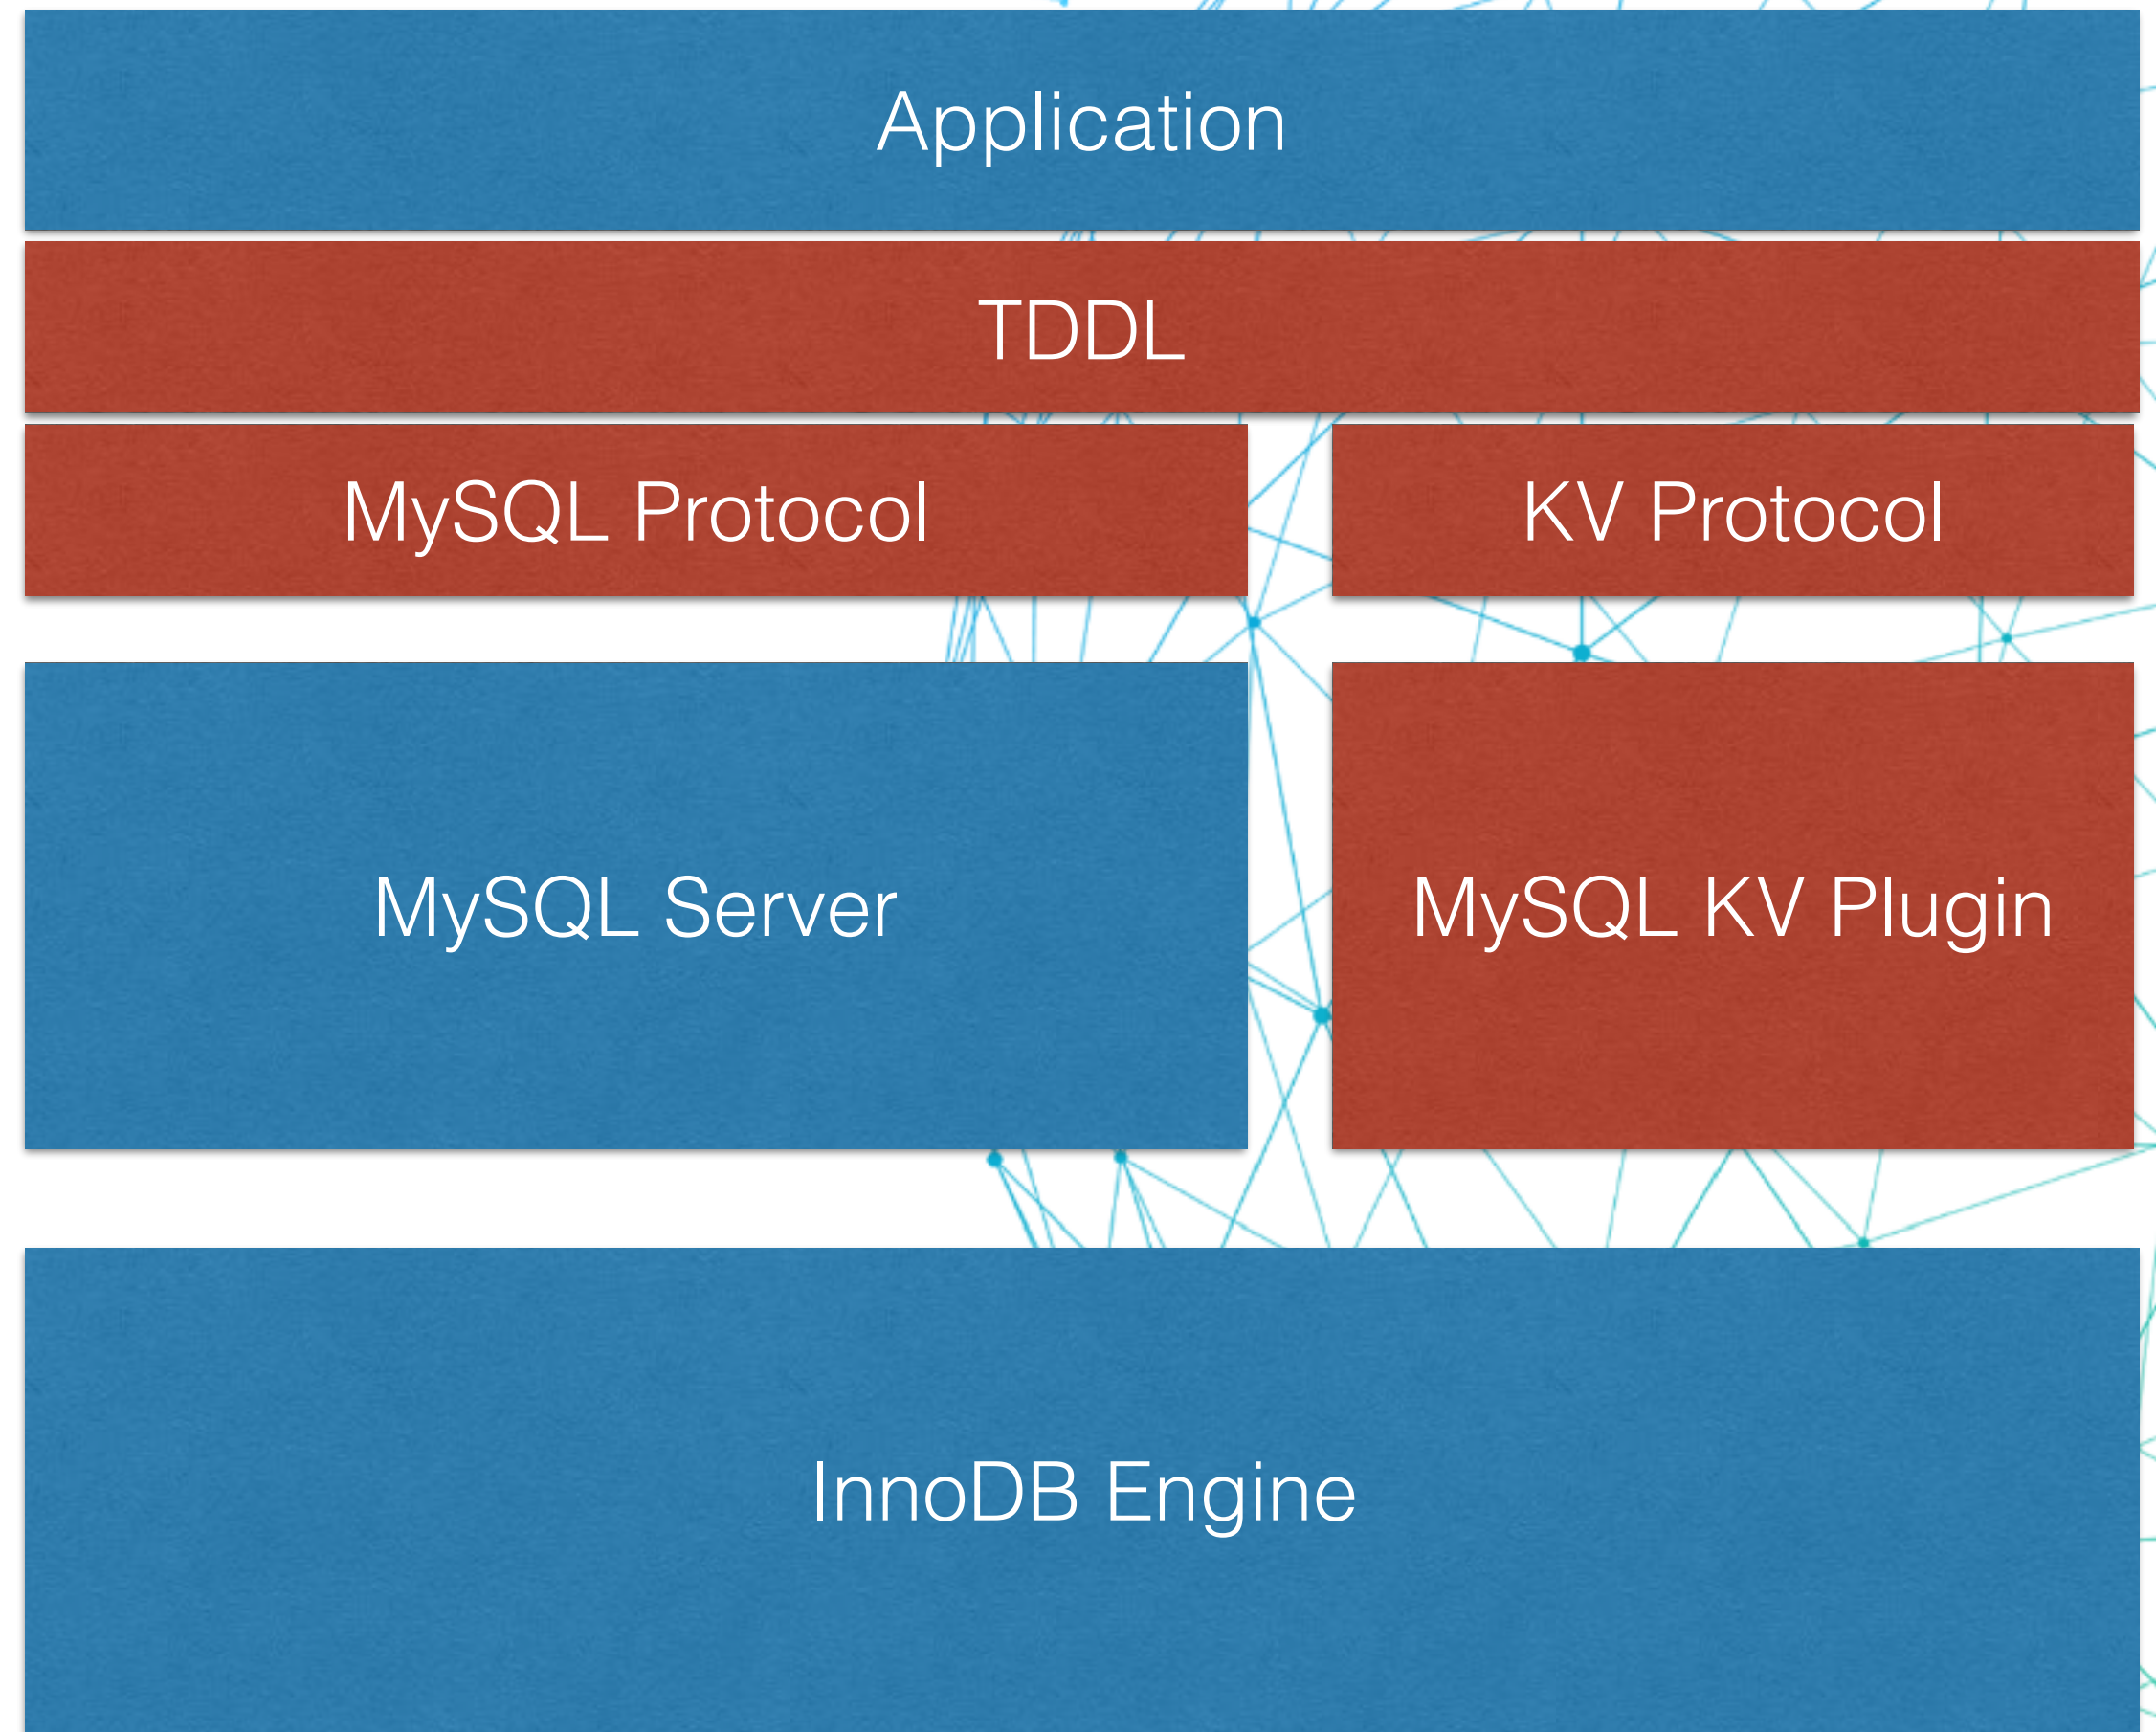 Application
TDDL
MySQL Protocol
KV Protocol
MySQL Server
MySQL KV Plugin
InnoDB Engine